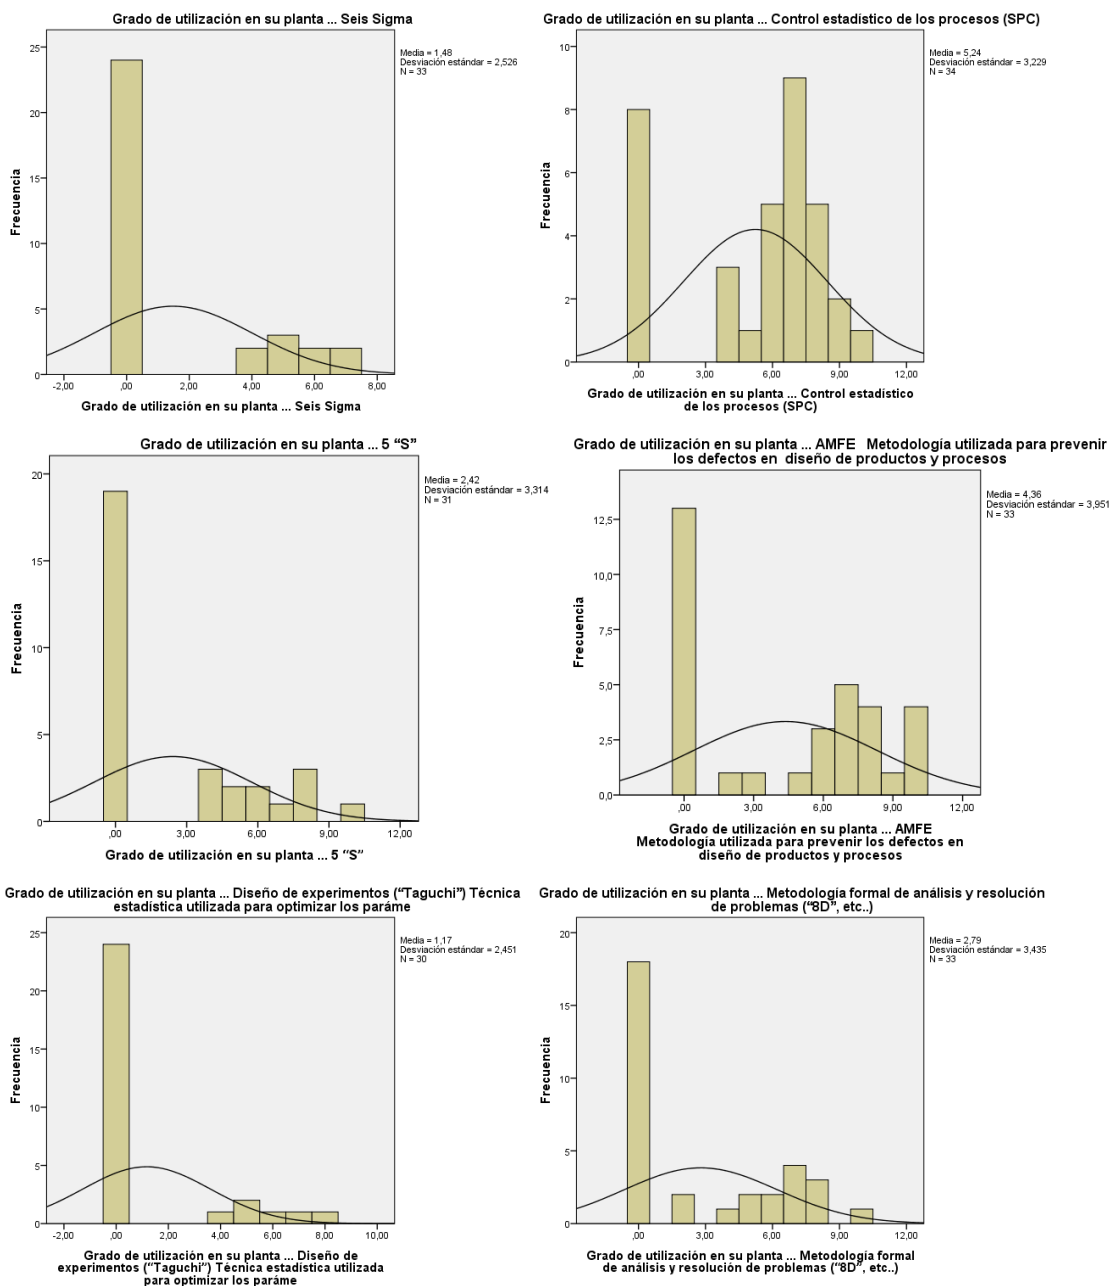 Grado de utilización en su planta ... Seis Sigma
Media = 1,48
Desviación estándar = 2,526
N = 33
Frecuencia
25
20
15
10
5
0
-2,00 ,00 2,00 4,00 6,00 8,00
Grado de utilización en su planta ... Seis Sigma
Grado de utilización en su planta ... Control estadístico de los procesos (SPC)
Media = 5,24
Desviación estándar = 3,229
N = 34
Frecuencia
10
8
6
4
2
0
,00 3,00 6,00 9,00 12,00
Grado de utilización en su planta ... Control estadístico
de los procesos (SPC)
Grado de utilización en su planta ... 5 “S”
Media = 2,42
Desviación estándar = 3,314
N = 31
Frecuencia
20
15
10
5
0
,00 3,00 6,00 9,00 12,00
Grado de utilización en su planta ... 5 “S”
Grado de utilización en su planta ... AMFE Metodología utilizada para prevenir
los defectos en diseño de productos y procesos
Media = 4,36
Desviación estándar = 3,951
N = 33
Frecuencia
12,5
10,0
7,5
5,0
2,5
0,0
,00 3,00 6,00 9,00 12,00
Grado de utilización en su planta ... AMFE
Metodología utilizada para prevenir los defectos en
diseño de productos y procesos
Grado de utilización en su planta ... Diseño de experimentos (“Taguchi”) Técnica
estadística utilizada para optimizar los paráme
Media = 1,17
Desviación estándar = 2,451
N = 30
Frecuencia
25
20
15
10
5
0
-2,00 ,00 2,00 4,00 6,00 8,00 10,00
Grado de utilización en su planta ... Diseño de
experimentos (“Taguchi”) Técnica estadística utilizada
para optimizar los paráme
Grado de utilización en su planta ... Metodología formal de análisis y resolución
de problemas (“8D”, etc..)
Media = 2,79
Desviación estándar = 3,435
N = 33
Frecuencia
20
15
10
5
0
,00 3,00 6,00 9,00 12,00
Grado de utilización en su planta ... Metodología formal
de análisis y resolución de problemas (“8D”, etc..)